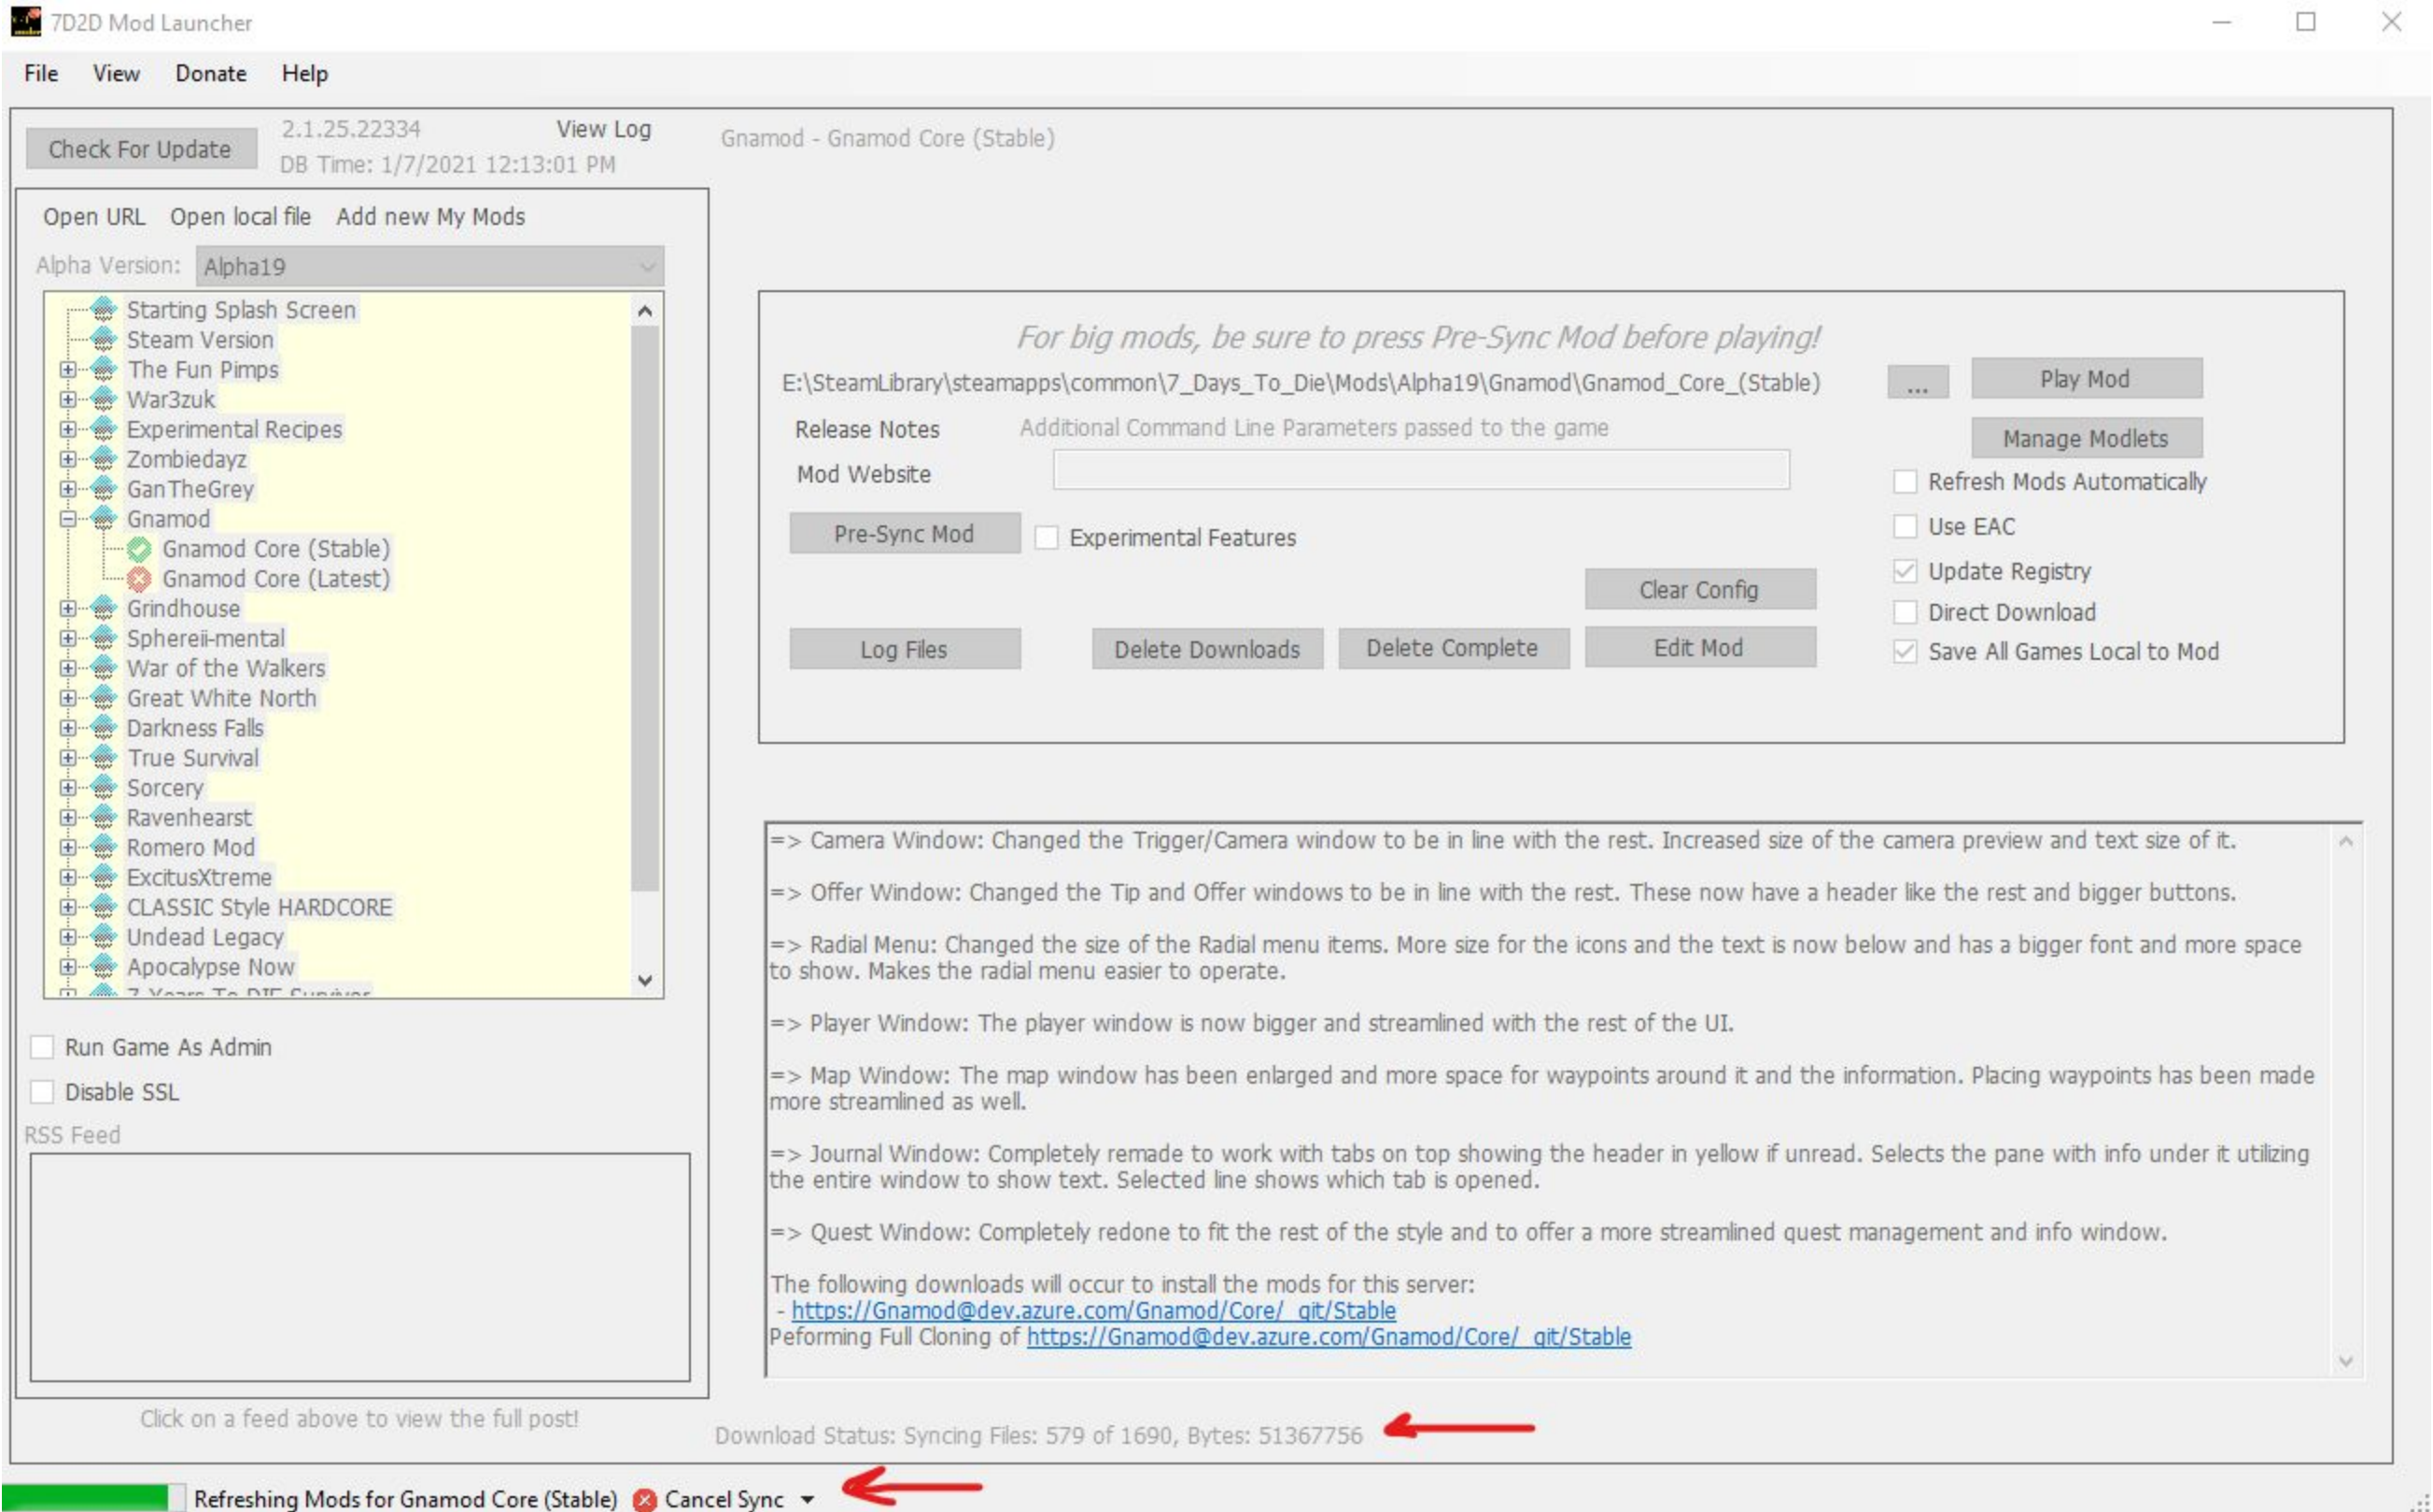 7D2D Mod Launcher
File View Donate Help
Check For Update
2.1.25.22334
View Log
DB Time: 1/7/2021 12:13:01 PM
Gnamod - Gnamod Core (Stable)
Open URL Open local file Add new My Mods
Alpha Version: Alpha19
Starting Splash Screen
Steam Version
The Fun Pimps
War3zuk
Experimental Recipes
Zombiedayz
GanTheGrey
Gnamod
Gnamod Core (Stable)
Gnamod Core (Latest)
Grindhouse
Sphereii-mental
War of the Walkers
Great White North
Darkness Falls
True Survival
Sorcery
Ravenhearst
Romero Mod
ExcitusXtreme
CLASSIC Style HARDCORE
Undead Legacy
Apocalypse Now
7 Years To DIE Survivor
Run Game As Admin
Disable SSL
RSS Feed
Click on a feed above to view the full post!
For big mods, be sure to press Pre-Sync Mod before playing!
E:\SteamLibrary\steamapps\common\7_Days_To_Die\Mods\Alpha19\Gnamod\Gnamod_Core_(Stable)
...
Play Mod
Release Notes
Additional Command Line Parameters passed to the game
Manage Modlets
Mod Website
Refresh Mods Automatically
Pre-Sync Mod
Experimental Features
Use EAC
Update Registry
Clear Config
Direct Download
Log Files
Delete Downloads
Delete Complete
Edit Mod
Save All Games Local to Mod
=> Camera Window: Changed the Trigger/Camera window to be in line with the rest. Increased size of the camera preview and text size of it.
=> Offer Window: Changed the Tip and Offer windows to be in line with the rest. These now have a header like the rest and bigger buttons.
=> Radial Menu: Changed the size of the Radial menu items. More size for the icons and the text is now below and has a bigger font and more space
to show. Makes the radial menu easier to operate.
=> Player Window: The player window is now bigger and streamlined with the rest of the UI.
=> Map Window: The map window has been enlarged and more space for waypoints around it and the information. Placing waypoints has been made
more streamlined as well.
=> Journal Window: Completely remade to work with tabs on top showing the header in yellow if unread. Selects the pane with info under it utilizing
the entire window to show text. Selected line shows which tab is opened.
=> Quest Window: Completely redone to fit the rest of the style and to offer a more streamlined quest management and info window.
The following downloads will occur to install the mods for this server:
- https://Gnamod@dev.azure.com/Gnamod/Core/_git/Stable
Peforming Full Cloning of https://Gnamod@dev.azure.com/Gnamod/Core/_git/Stable
Download Status: Syncing Files: 579 of 1690, Bytes: 51367756
Refreshing Mods for Gnamod Core (Stable) Cancel Sync